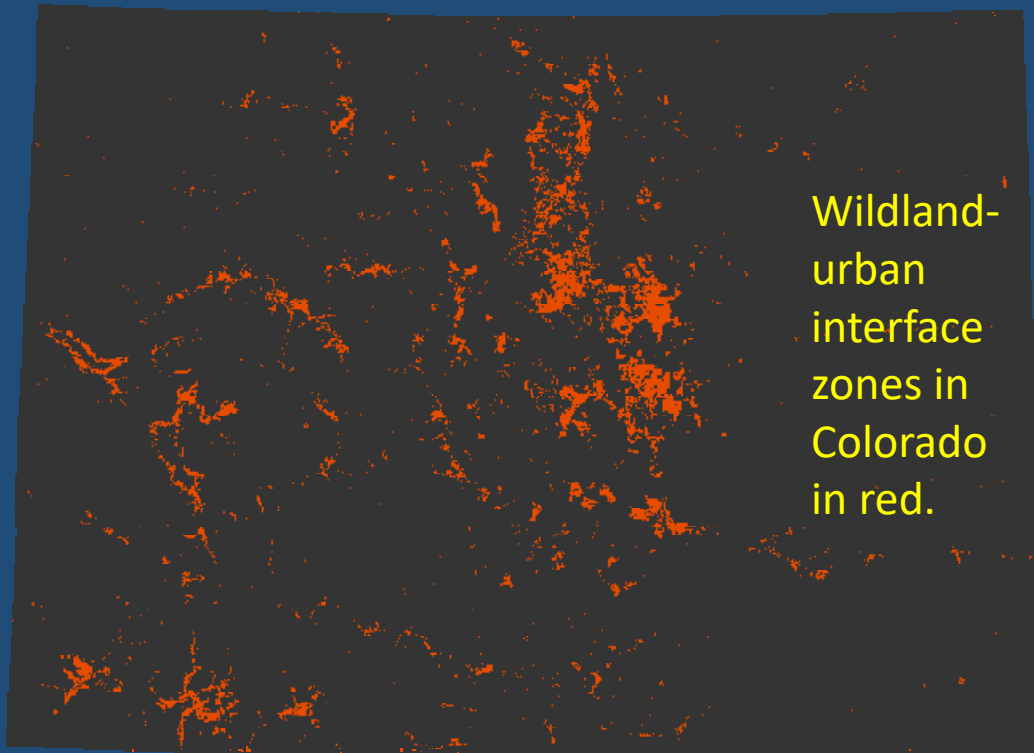 Wildland-
urban
interface
zones in
Colorado
in red.